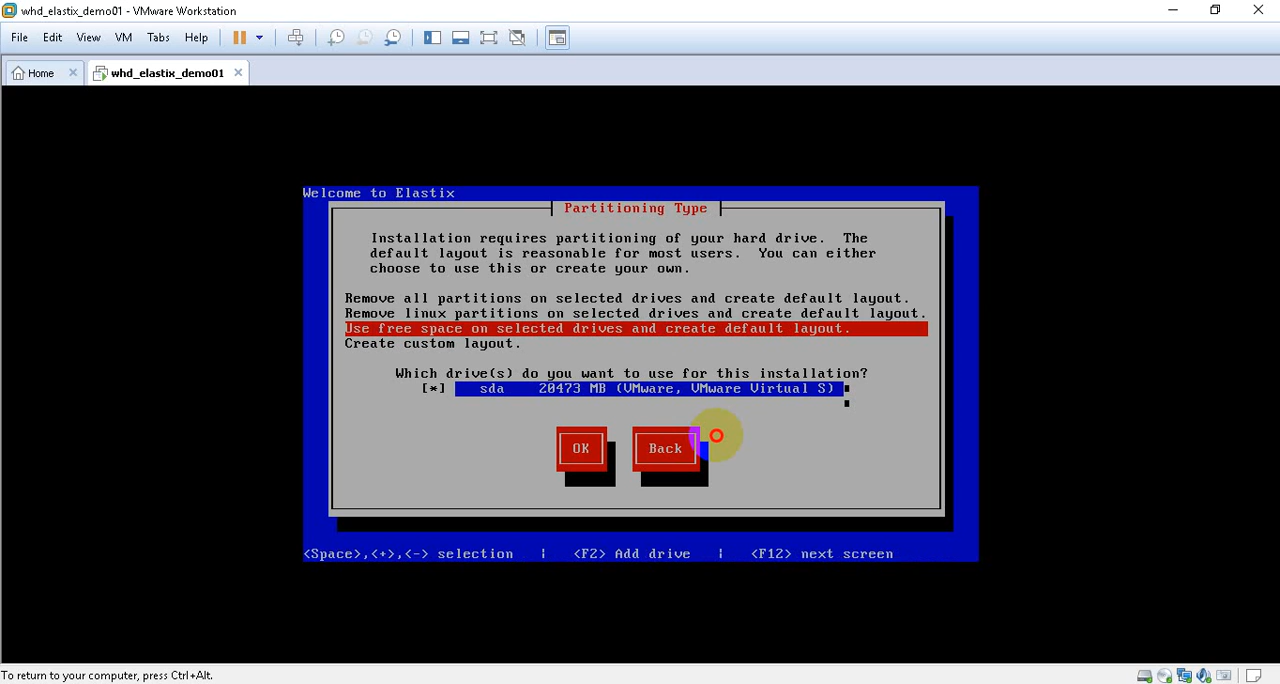 whd_elastix_demo01 - VMware Workstation
File Edit View VM Tabs Help
Home whd_elastix_demo01
Welcome to Elastix
Partitioning Type
Installation requires partitioning of your hard drive. The
default layout is reasonable for most users. You can either
choose to use this or create your own.
Remove all partitions on selected drives and create default layout.
Remove linux partitions on selected drives and create default layout.
Use free space on selected drives and create default layout.
Create custom layout.
Which drive(s) do you want to use for this installation?
[*] sda 20473 MB (VMware, VMware Virtual S)
OK Back
<Space>,<+>,<-> selection | <F2> Add drive | <F12> next screen
To return to your computer, press Ctrl+Alt.